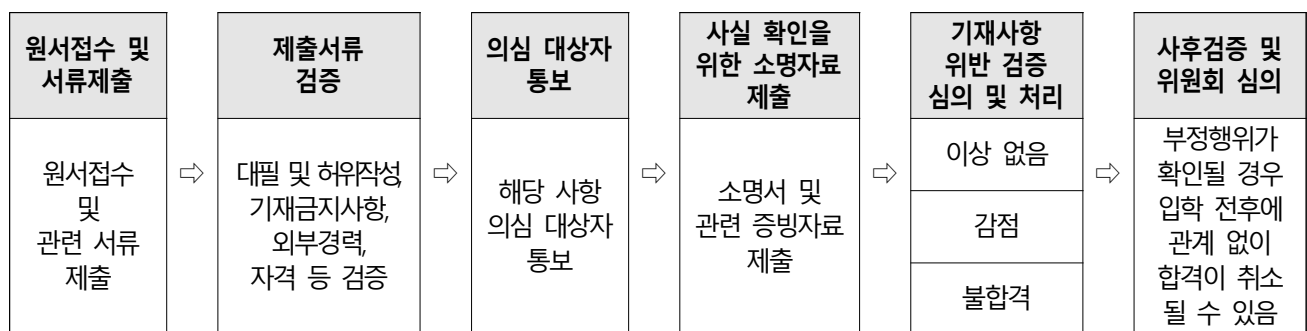 원서접수 및
서류제출
원서접수
및
관련 서류
제출
⇨
제출서류
검증
대필 및 허위작성,
기재금지사항,
외부경력,
자격 등 검증
⇨
의심 대상자
통보
해당 사항
의심 대상자
통보
⇨
사실 확인을
위한 소명자료
제출
소명서 및
관련 증빙자료
제출
⇨
기재사항
위반 검증
심의 및 처리
이상 없음
감점
불합격
⇨
사후검증 및
위원회 심의
부정행위가
확인될 경우
입학 전후에
관계 없이
합격이 취소
될 수 있음